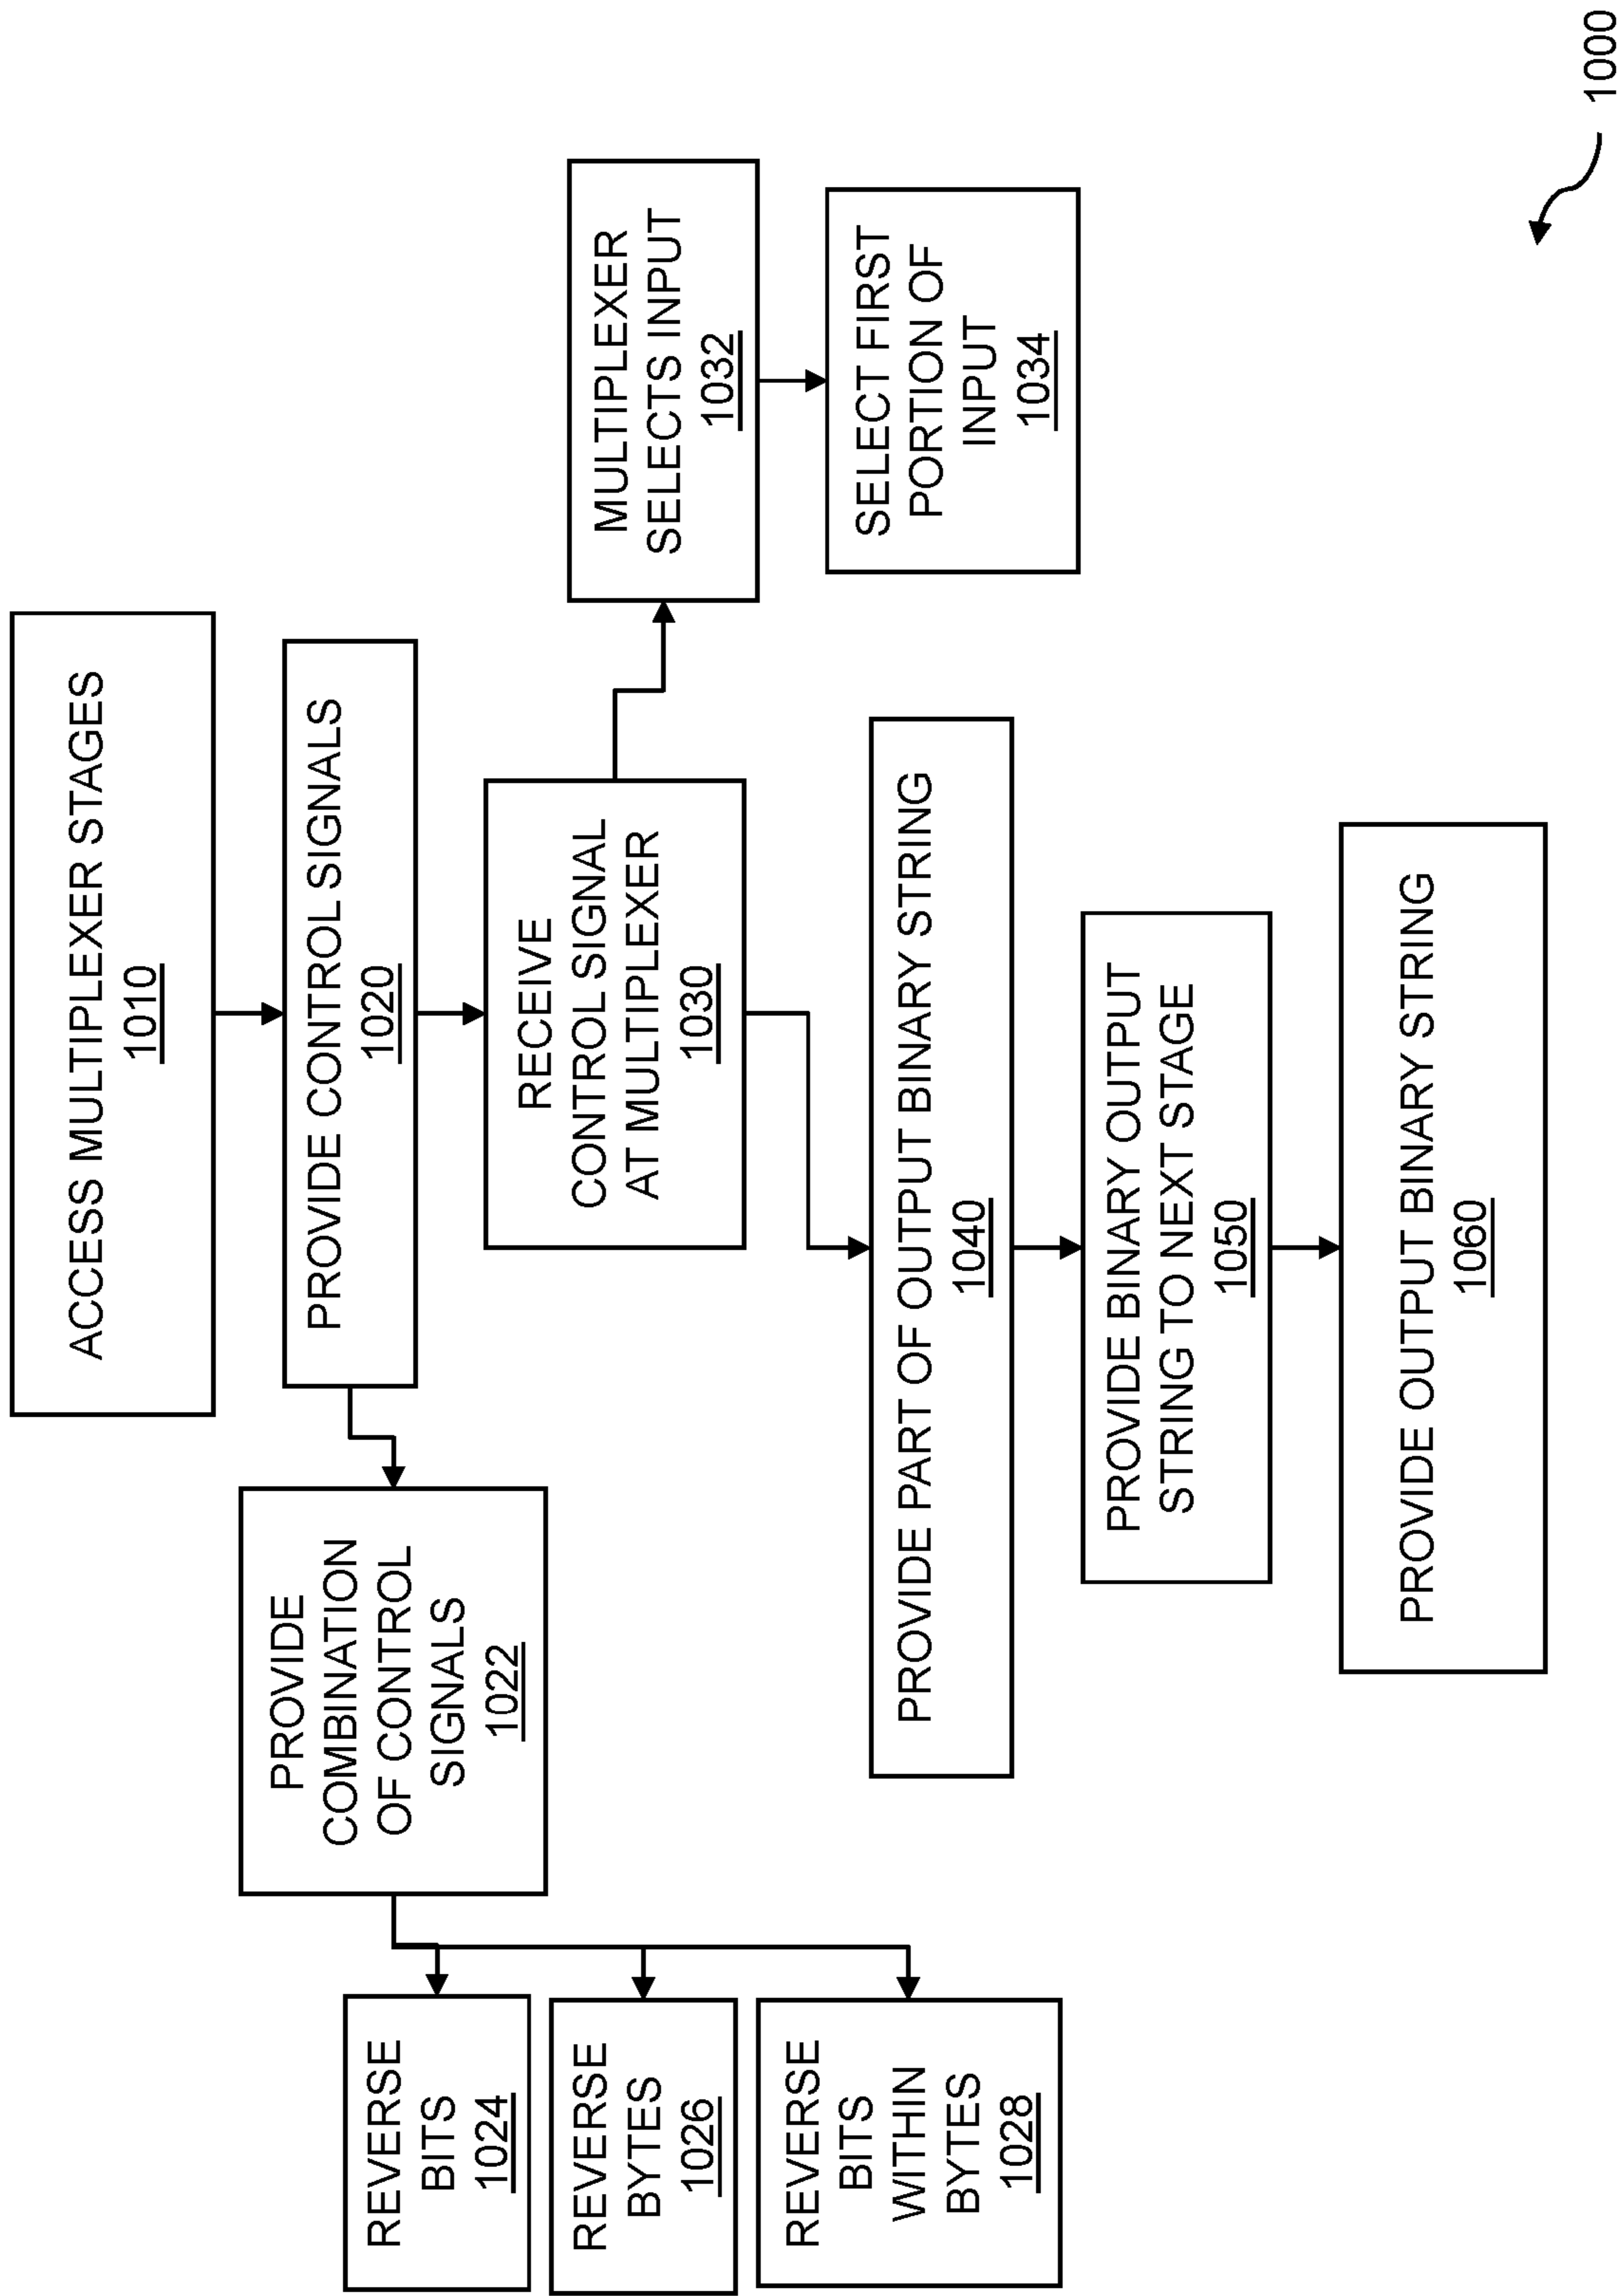 ACCESS MULTIPLEXER STAGES
1010
PROVIDE CONTROL SIGNALS
1020
PROVIDE
COMBINATION
OF CONTROL
SIGNALS
1022
REVERSE
BITS
1024
REVERSE
BYTES
1026
REVERSE
BITS
WITHIN
BYTES
1028
RECEIVE
CONTROL SIGNAL
AT MULTIPLEXER
1030
MULTIPLEXER
SELECTS INPUT
1032
SELECT FIRST
PORTION OF
INPUT
1034
PROVIDE PART OF OUTPUT BINARY STRING
1040
PROVIDE BINARY OUTPUT
STRING TO NEXT STAGE
1050
PROVIDE OUTPUT BINARY STRING
1060
1000